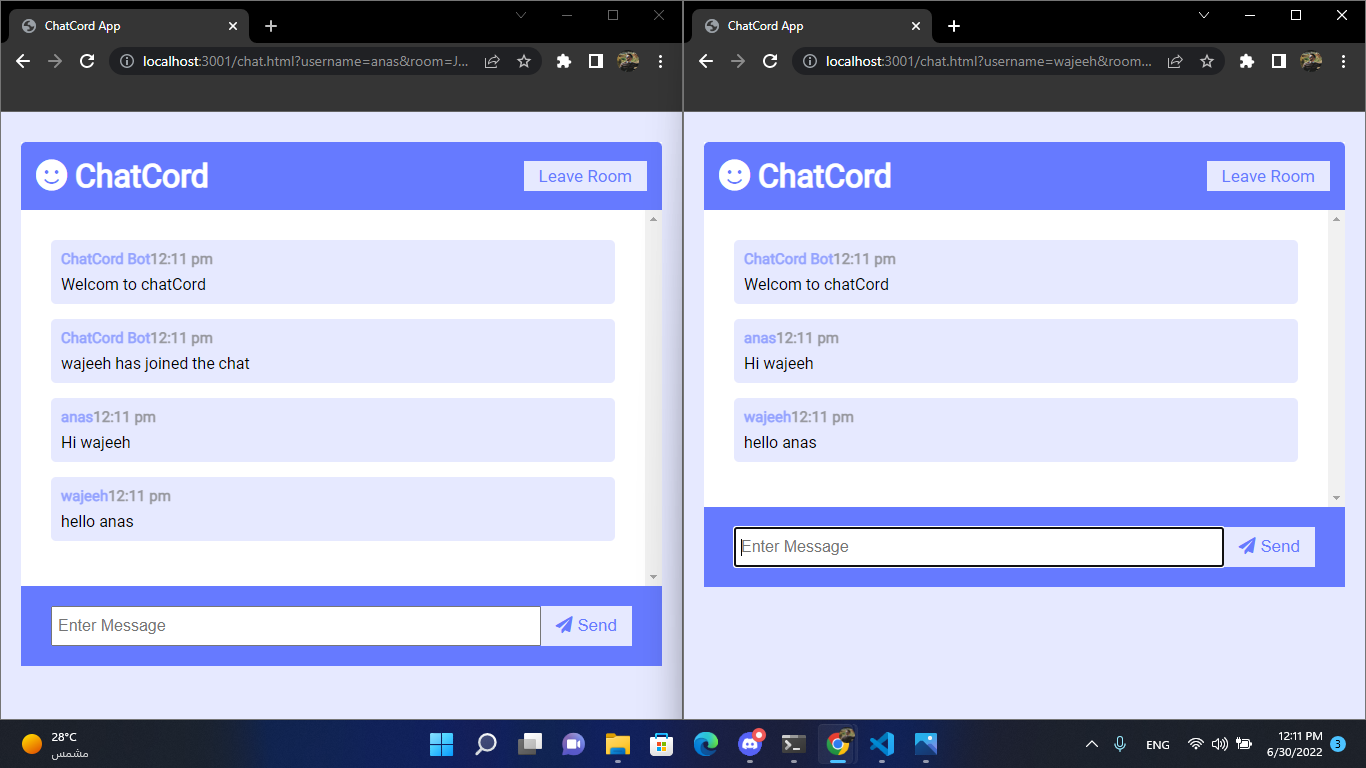 ChatCord App
localhost:3001/chat.html?username=anas&room=J...
ChatCord
Leave Room
ChatCord Bot12:11 pm
Welcom to chatCord
ChatCord Bot12:11 pm
wajeeh has joined the chat
anas12:11 pm
Hi wajeeh
wajeeh12:11 pm
hello anas
Enter Message
Send
ChatCord App
localhost:3001/chat.html?username=wajeeh&room...
ChatCord
Leave Room
ChatCord Bot12:11 pm
Welcom to chatCord
anas12:11 pm
Hi wajeeh
wajeeh12:11 pm
hello anas
Enter Message
Send
28°C
مشمس
ENG
12:11 PM
6/30/2022
3